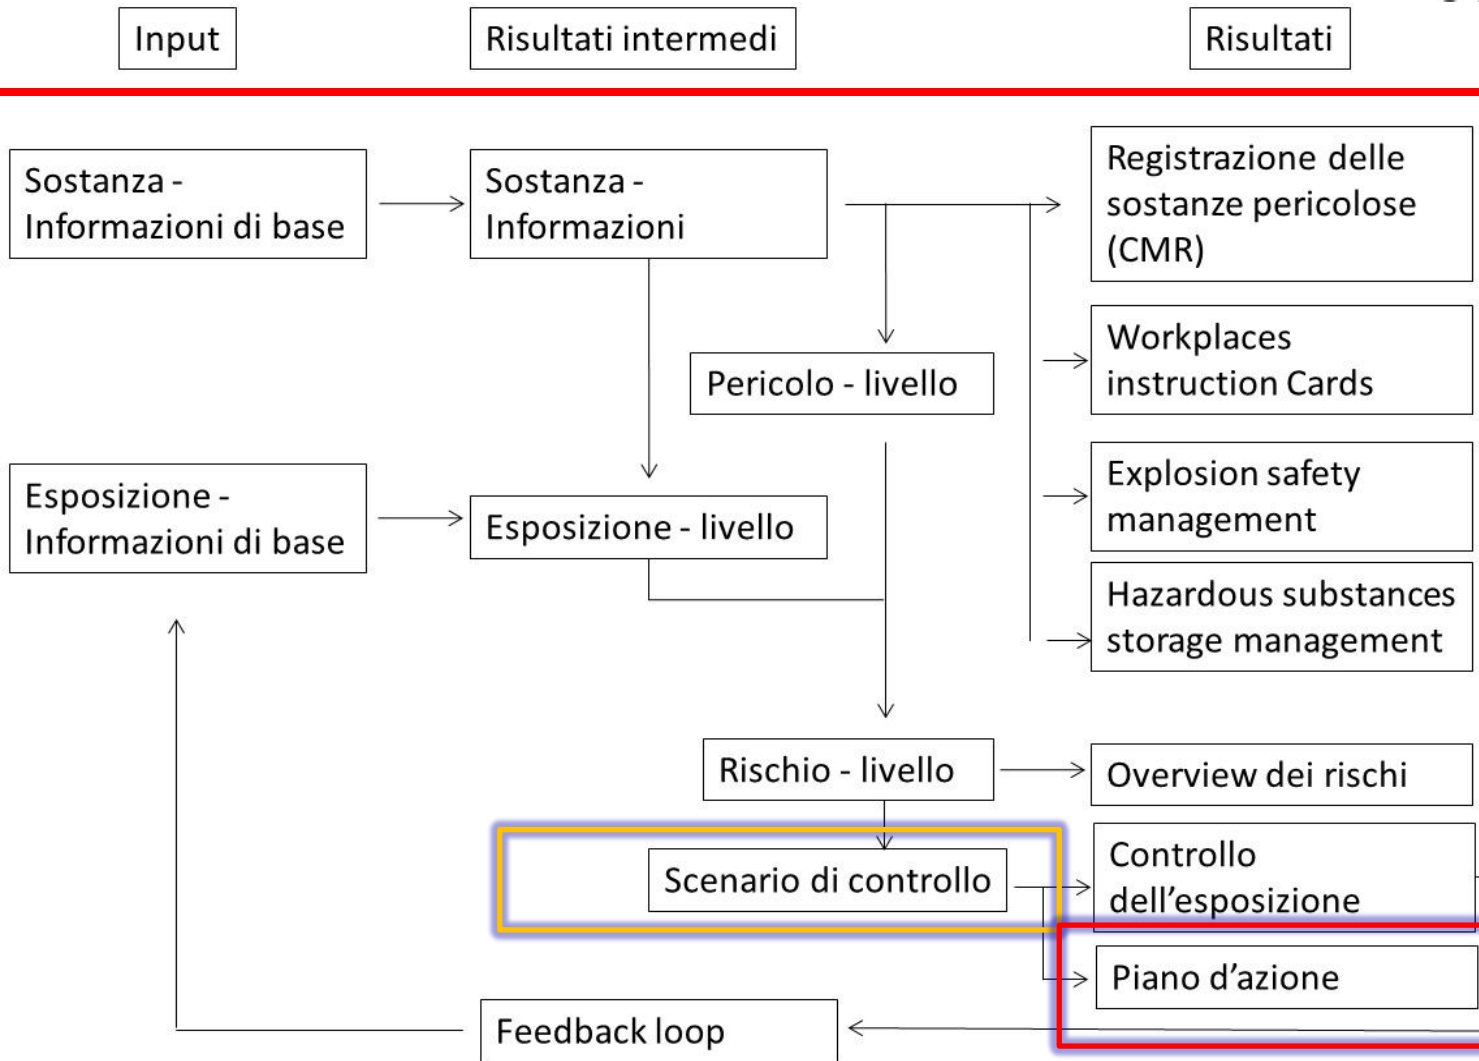 Input
Risultati intermedi
Risultati
Sostanza -
Informazioni di base
Sostanza -
Informazioni
Registrazione delle
sostanze pericolose
(CMR)
Pericolo - livello
Workplaces
instruction Cards
Esposizione -
Informazioni di base
Esposizione - livello
Explosion safety
management
Hazardous substances
storage management
Rischio - livello
Overview dei rischi
Scenario di controllo
Controllo
dell’esposizione
Piano d’azione
Feedback loop